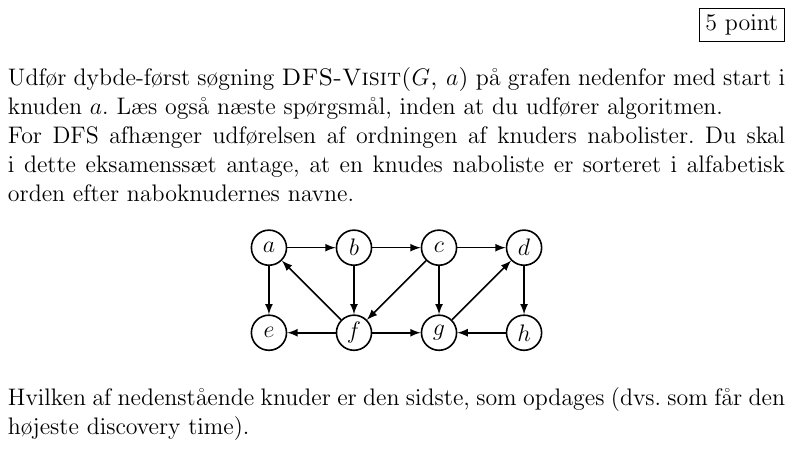 5 point
Udfør dybde-først søgning DFS-VISIT(G, a) på grafen nedenfor med start i
knuden a. Læs også næste spørgsmål, inden at du udfører algoritmen.
For DFS afhænger udførelsen af ordningen af knuders nabolister. Du skal
i dette eksamenssæt antage, at en knudes naboliste er sorteret i alfabetisk
orden efter naboknudernes navne.
a b c d
e f g h
Hvilken af nedenstående knuder er den sidste, som opdages (dvs. som får den
højeste discovery time).